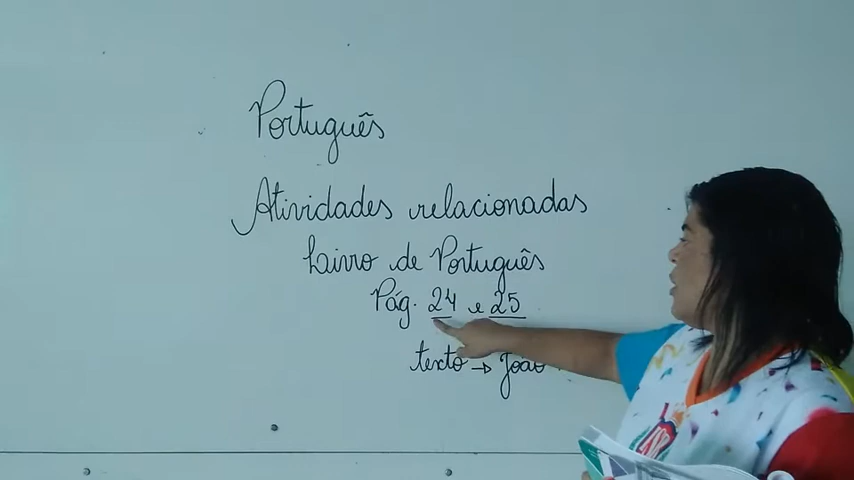 Português
Atividades relacionadas
Livro de Português
Pág. 24 e 25
texto → João